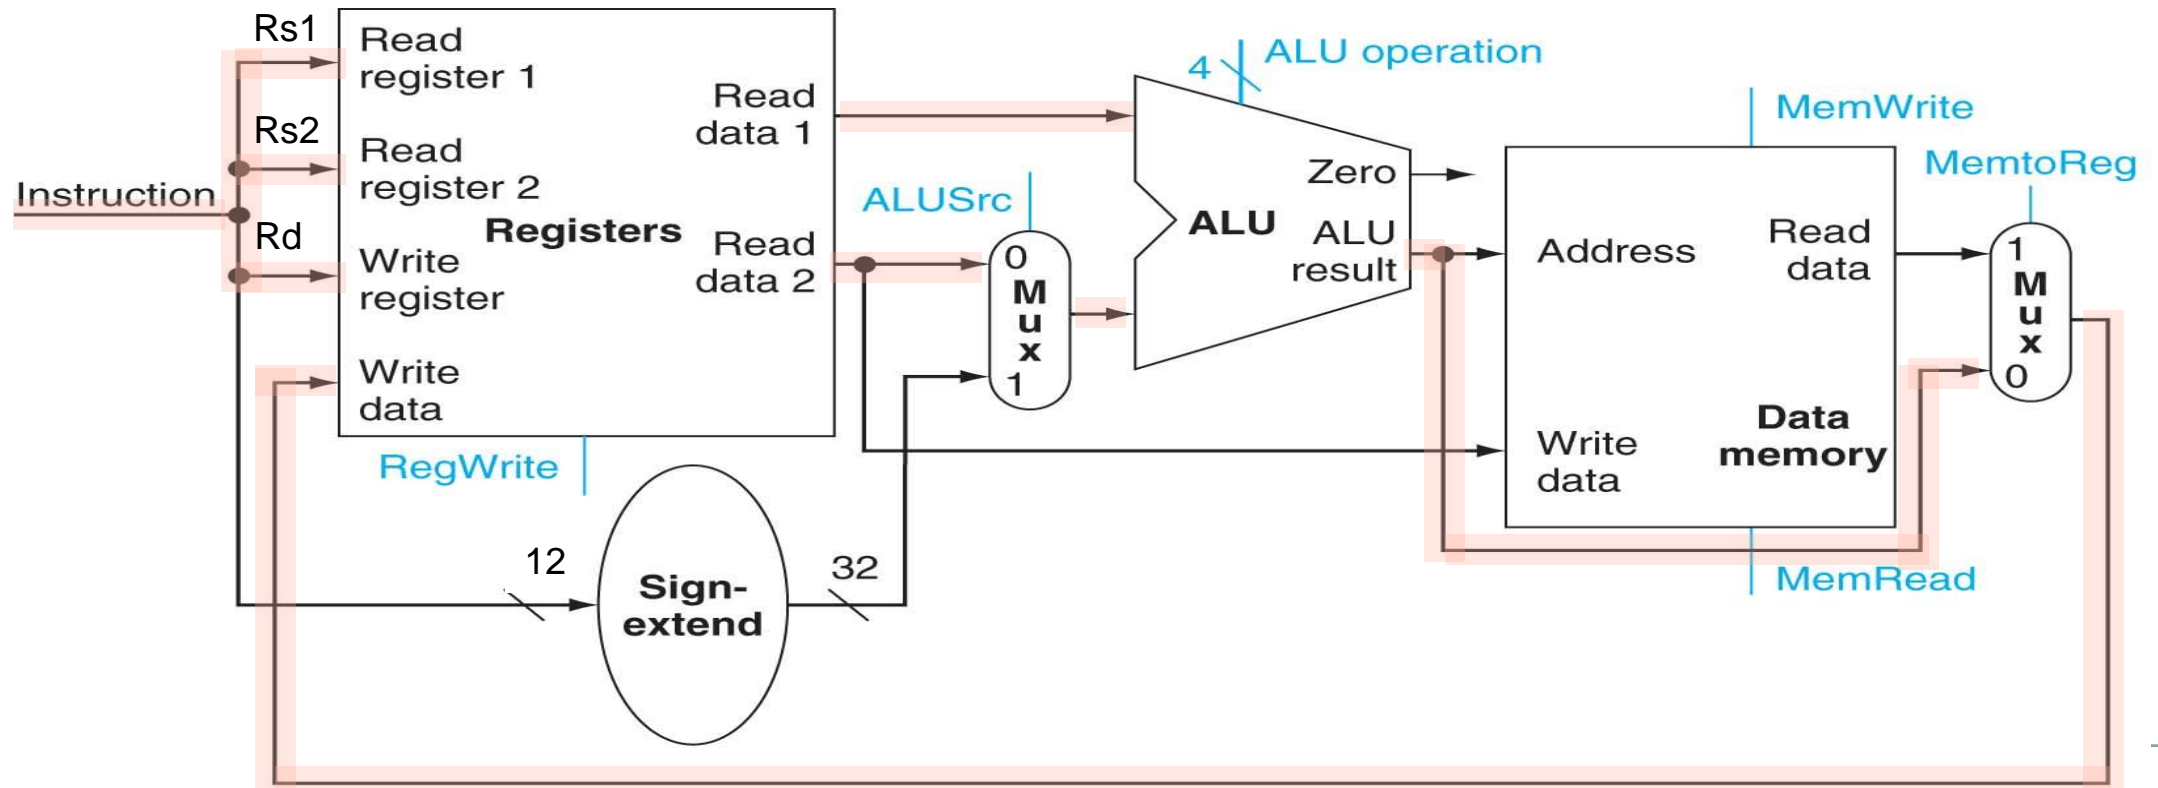 Instruction
Rs1
Rs2
Rd
Read
register 1
Read
register 2
Registers
Write
register
Write
data
Read
data 1
Read
data 2
RegWrite
12
Sign-
extend
32
ALUSrc
0
M
u
x
1
4
ALU operation
Zero
ALU
ALU
result
MemWrite
Address
Read
data
Write
data
Data
memory
MemRead
MemtoReg
1
M
u
x
0